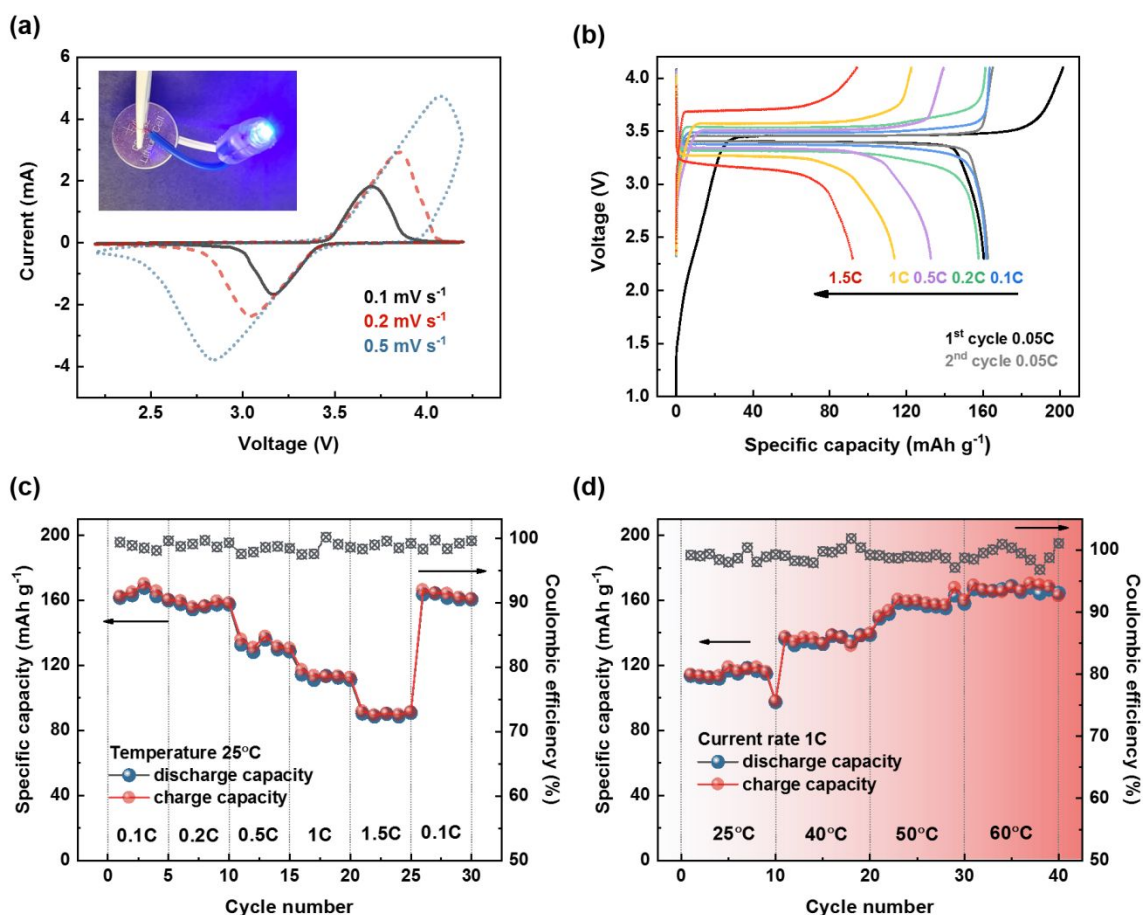 (a)
6
4
2
0
-2
-4
Current (mA)
0.1 mV s⁻¹
0.2 mV s⁻¹
0.5 mV s⁻¹
2.5 3.0 3.5 4.0
Voltage (V)
(b)
4.0
3.5
3.0
2.5
2.0
1.5
1.0
Voltage (V)
1.5C 1C 0.5C 0.2C 0.1C
1st cycle 0.05C
2nd cycle 0.05C
0 40 80 120 160 200
Specific capacity (mAh g⁻¹)
(c)
200
160
120
80
40
0
Specific capacity (mAh g⁻¹)
Temperature 25°C
discharge capacity
charge capacity
0.1C 0.2C 0.5C 1C 1.5C 0.1C
0 5 10 15 20 25 30
Cycle number
100
90
80
70
60
50
Coulombic efficiency (%)
(d)
200
160
120
80
40
0
Specific capacity (mAh g⁻¹)
Current rate 1C
discharge capacity
charge capacity
25°C 40°C 50°C 60°C
0 10 20 30 40
Cycle number
100
90
80
70
60
50
Coulombic efficiency (%)